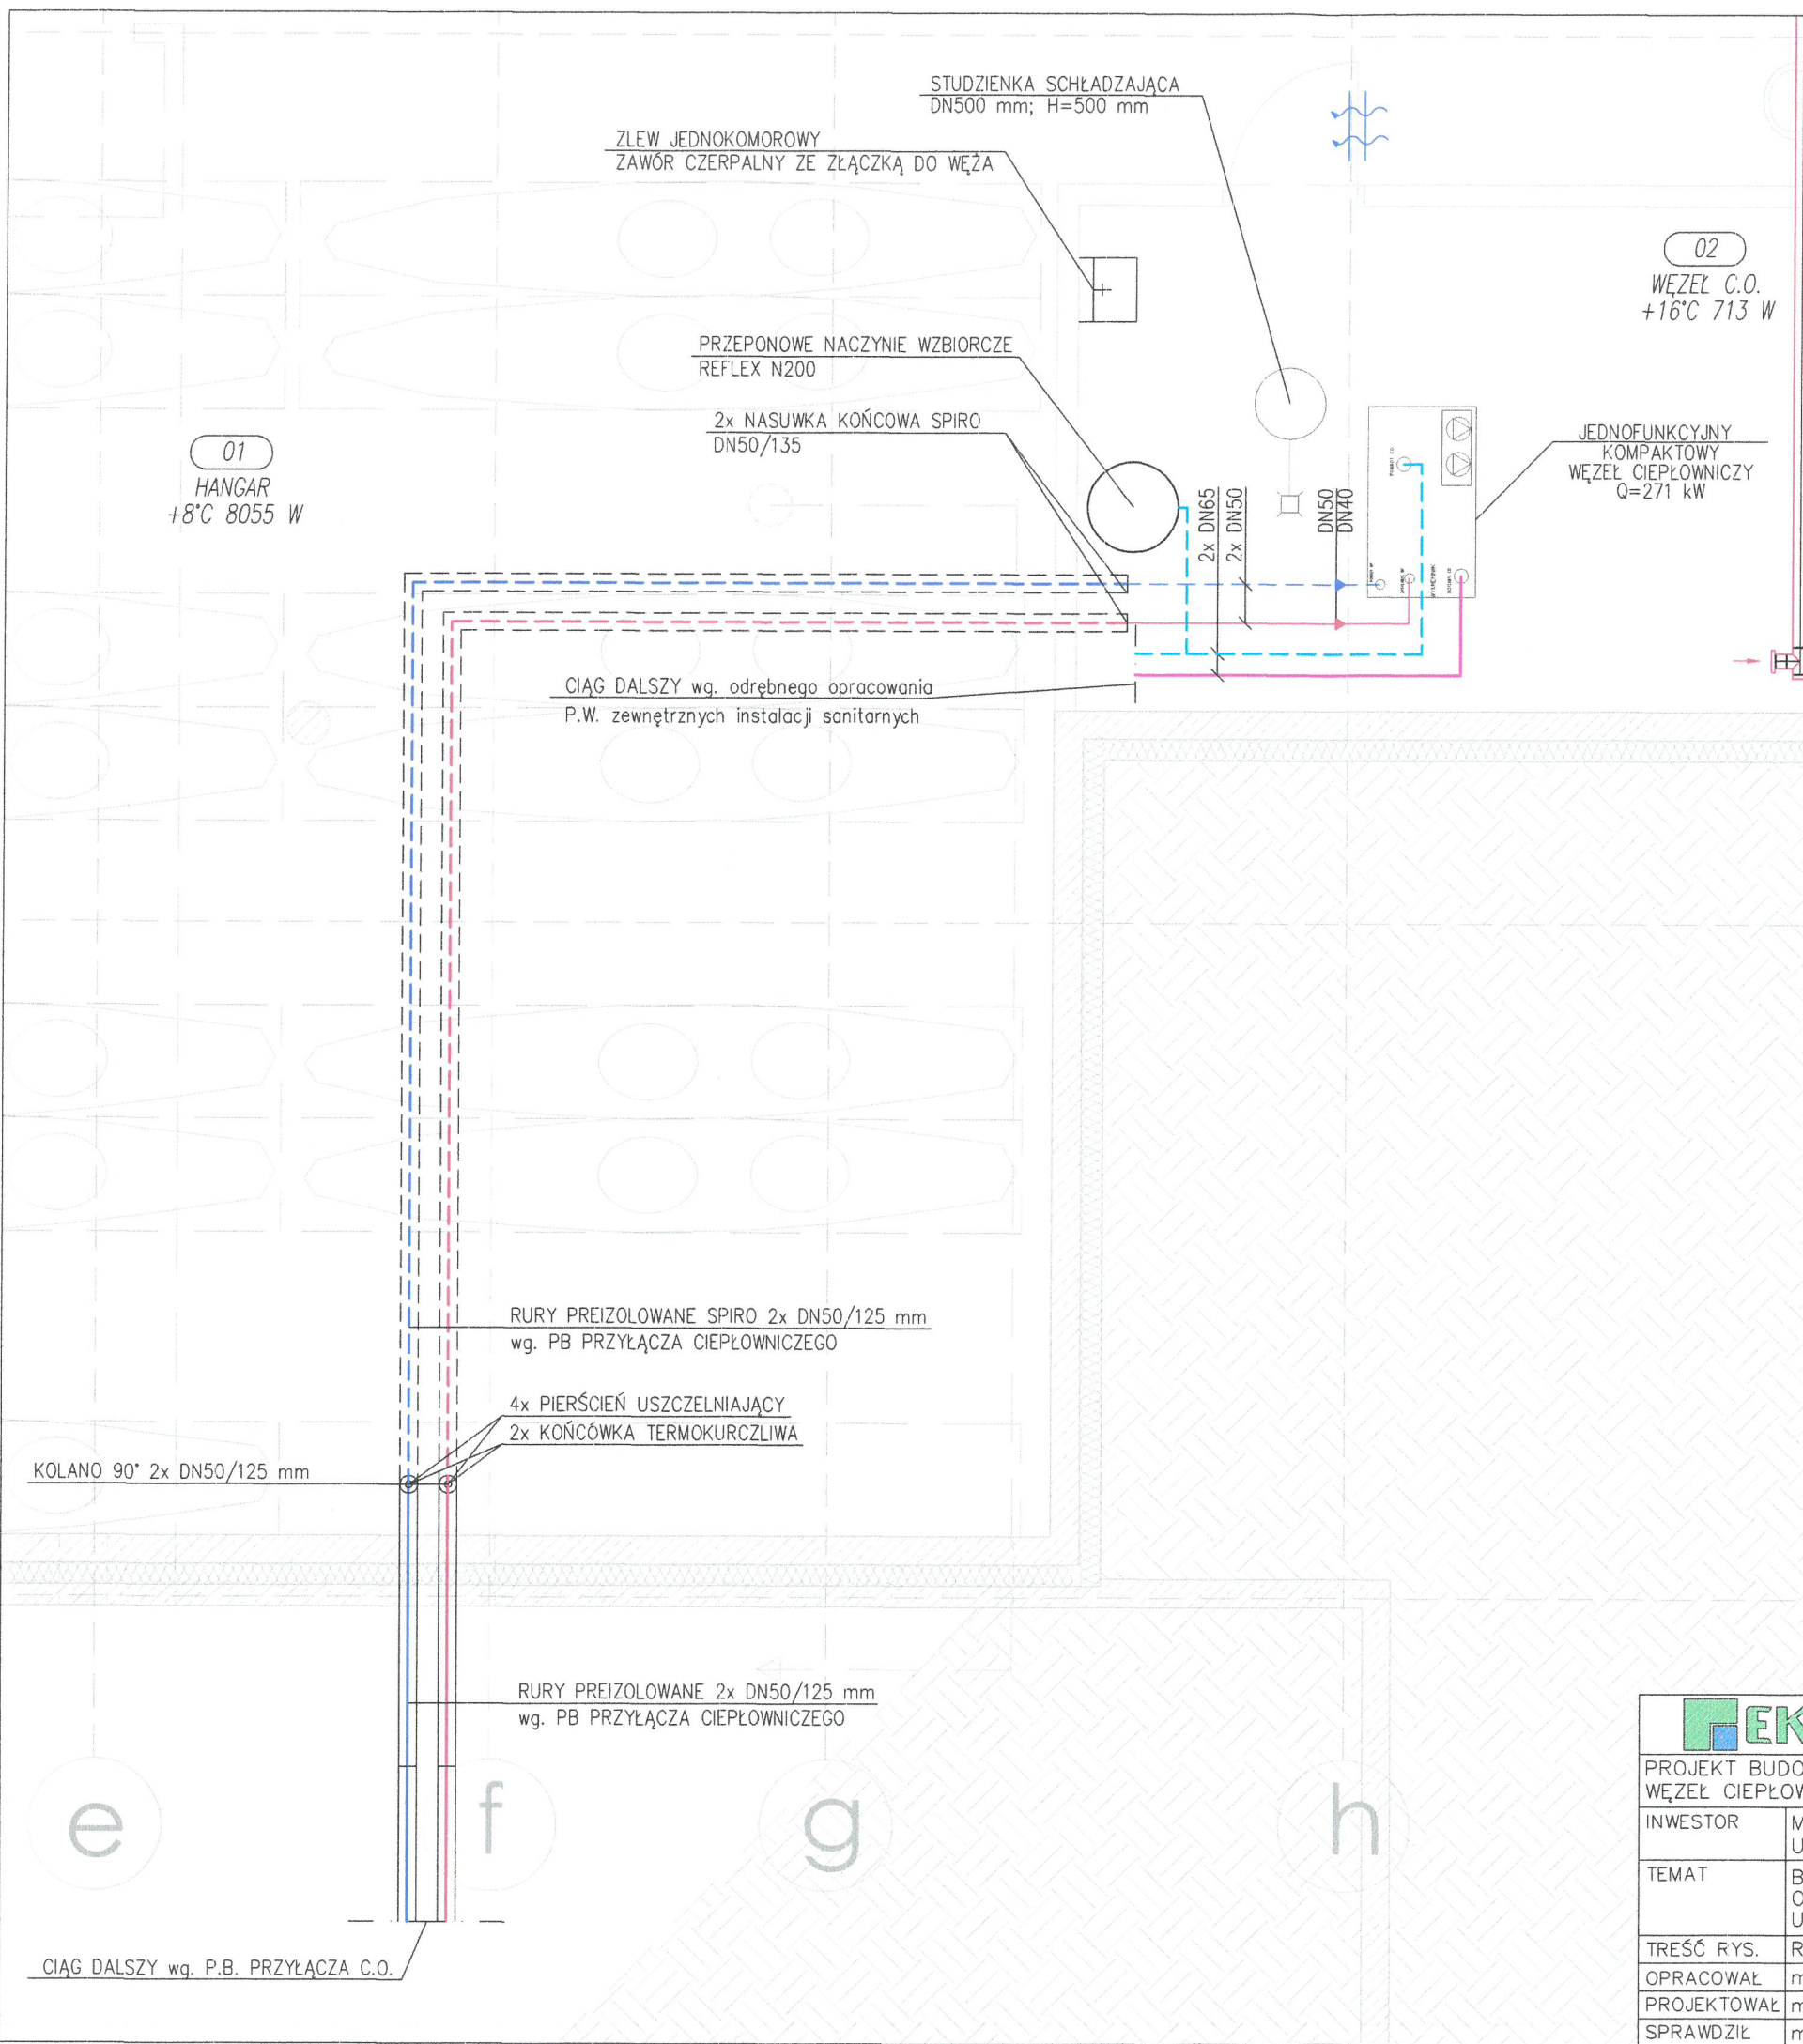 STUDZIENKA SCHŁADZAJĄCA
DN500 mm; H=500 mm
ZLEW JEDNOKOMOROWY
ZAWÓR CZERPALNY ZE ZŁĄCZKĄ DO WĘŻA
02
WĘZEŁ C.O.
+16°C 713 W
PRZEPONOWE NACZYNIE WZBIORCZE
REFLEX N200
2x NASUWKA KOŃCOWA SPIRO
DN50/135
01
HANGAR
+8°C 8055 W
JEDNOFUNKCYJNY
KOMPAKTOWY
WĘZEŁ CIEPŁOWNICZY
Q=271 kW
2x DN65
2x DN50
DN50
DN40
CIĄG DALSZY wg. odrębnego opracowania
P.W. zewnętrznych instalacji sanitarnych
RURY PREIZOLOWANE SPIRO 2x DN50/125 mm
wg. PB PRZYŁĄCZA CIEPŁOWNICZEGO
4x PIERŚCIEŃ USZCZELNIAJĄCY
2x KOŃCÓWKA TERMOKURCZLIWA
KOLANO 90° 2x DN50/125 mm
RURY PREIZOLOWANE 2x DN50/125 mm
wg. PB PRZYŁĄCZA CIEPŁOWNICZEGO
e f g h
CIĄG DALSZY wg. P.B. PRZYŁĄCZA C.O.
EK
PROJEKT BUDO
WĘZEŁ CIEPŁOW
INWESTOR M
U
TEMAT B
O
U
TREŚĆ RYS. R
OPRACOWAŁ m
PROJEKTOWAŁ m
SPRAWDZIŁ m